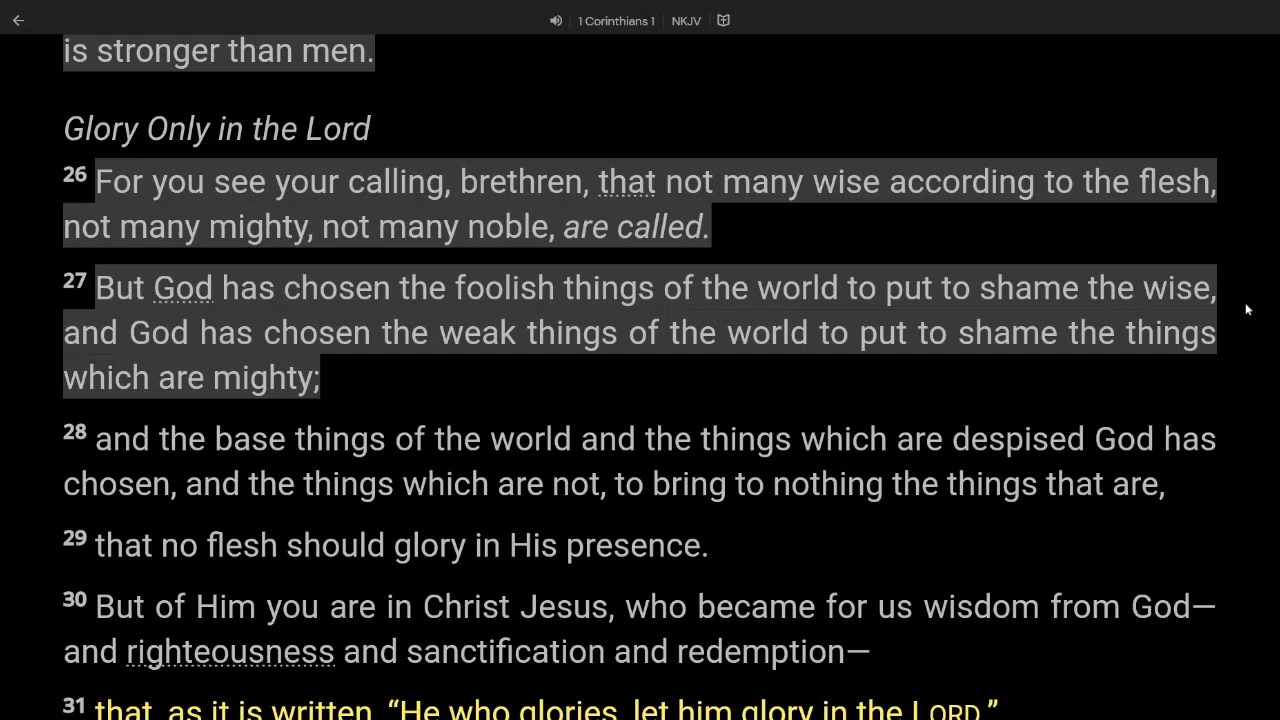 1 Corinthians 1 NKJV
is stronger than men.
Glory Only in the Lord
26 For you see your calling, brethren, that not many wise according to the flesh,
not many mighty, not many noble, are called.
27 But God has chosen the foolish things of the world to put to shame the wise,
and God has chosen the weak things of the world to put to shame the things
which are mighty;
28 and the base things of the world and the things which are despised God has
chosen, and the things which are not, to bring to nothing the things that are,
29 that no flesh should glory in His presence.
30 But of Him you are in Christ Jesus, who became for us wisdom from God—
and righteousness and sanctification and redemption—
31 that, as it is written, “He who glories, let him glory in the LORD.”